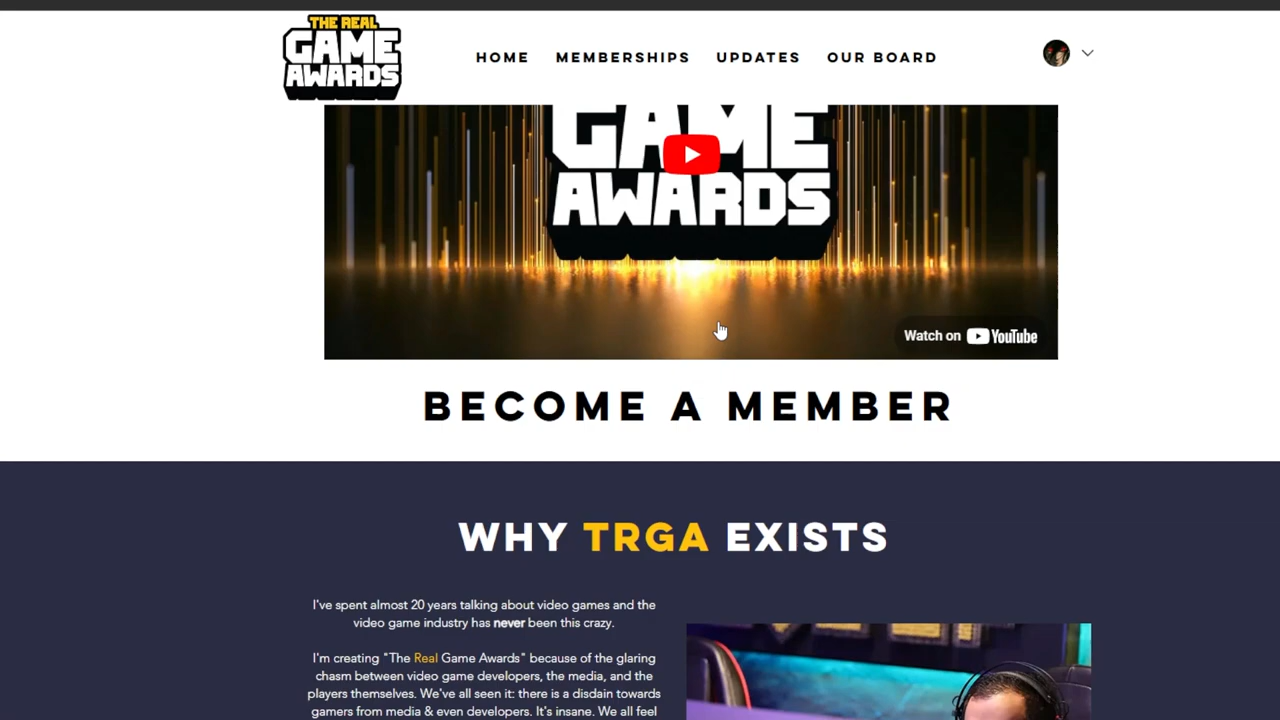 THE REAL
GAME
AWARDS
HOME MEMBERSHIPS UPDATES OUR BOARD
GAME
AWARDS
Watch on YouTube
BECOME A MEMBER
WHY TRGA EXISTS
I've spent almost 20 years talking about video games and the
video game industry has never been this crazy.
I'm creating "The Real Game Awards" because of the glaring
chasm between video game developers, the media, and the
players themselves. We've all seen it: there is a disdain towards
gamers from media & even developers. It's insane. We all feel